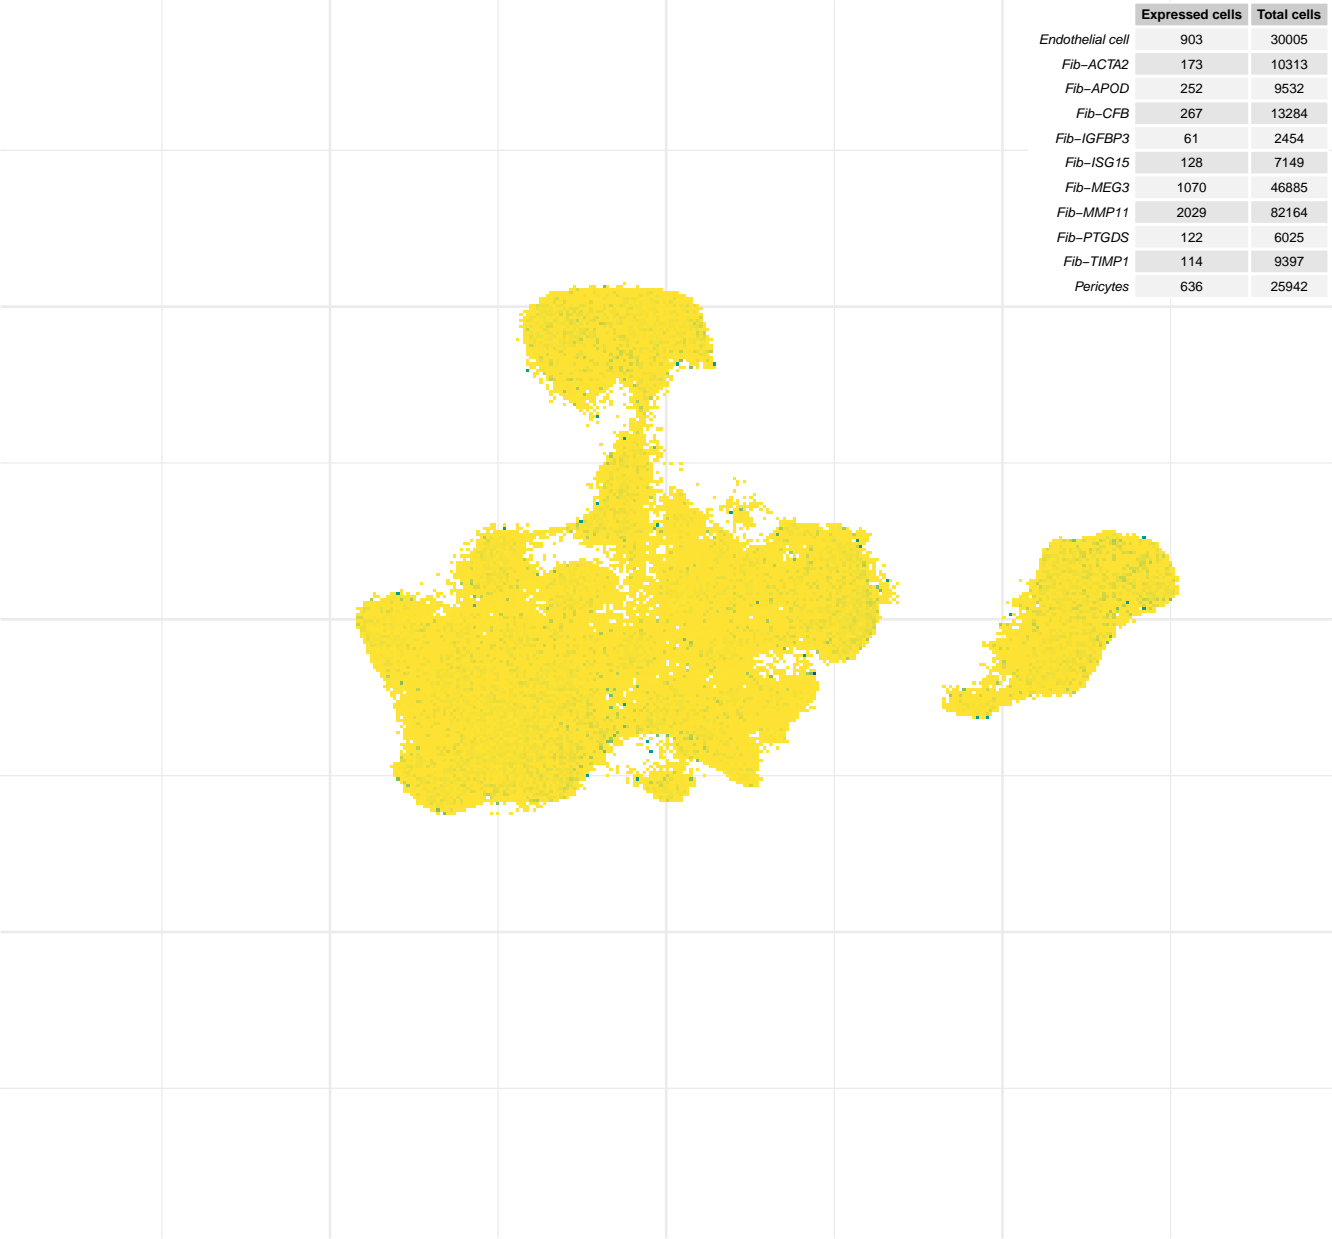 Expressed cells Total cells
Endothelial cell 903 30005
Fib−ACTA2 173 10313
Fib−APOD 252 9532
Fib−CFB 267 13284
Fib−IGFBP3 61 2454
Fib−ISG15 128 7149
Fib−MEG3 1070 46885
Fib−MMP11 2029 82164
Fib−PTGDS 122 6025
Fib−TIMP1 114 9397
Pericytes 636 25942